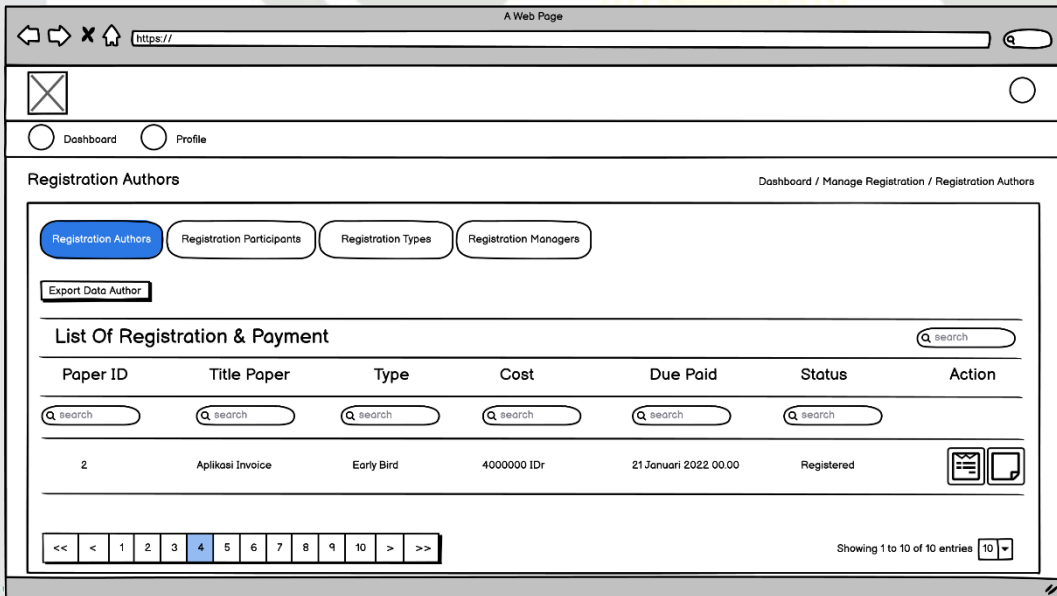 A Web Page
https://
Dashboard Profile
Registration Authors Dashboard / Manage Registration / Registration Authors
Registration Authors Registration Participants Registration Types Registration Managers
Export Data Author
List Of Registration & Payment search
Paper ID Title Paper Type Cost Due Paid Status Action
search search search search search search
2 Aplikasi Invoice Early Bird 4000000 IDr 21 Januari 2022 00.00 Registered
<< < 1 2 3 4 5 6 7 8 9 10 > >> Showing 1 to 10 of 10 entries 10